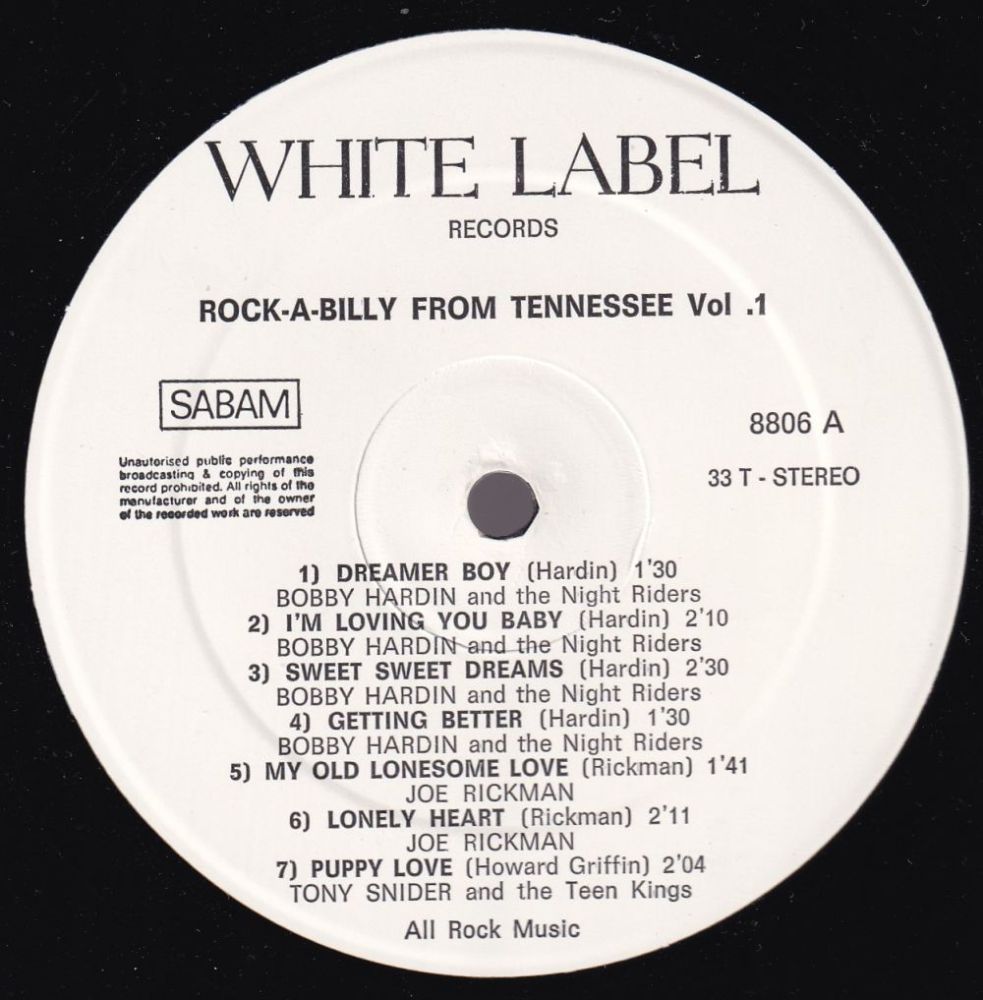 WHITE LABEL
RECORDS
ROCK-A-BILLY FROM TENNESSEE Vol .1
SABAM
8806 A
Unautorised public performance
broadcasting & copying of this
record prohibited. All rights of the
manufacturer and of the owner
of the recorded work are reserved
33 T - STEREO
1) DREAMER BOY (Hardin) 1'30
BOBBY HARDIN and the Night Riders
2) I'M LOVING YOU BABY (Hardin) 2'10
BOBBY HARDIN and the Night Riders
3) SWEET SWEET DREAMS (Hardin) 2'30
BOBBY HARDIN and the Night Riders
4) GETTING BETTER (Hardin) 1'30
BOBBY HARDIN and the Night Riders
5) MY OLD LONESOME LOVE (Rickman) 1'41
JOE RICKMAN
6) LONELY HEART (Rickman) 2'11
JOE RICKMAN
7) PUPPY LOVE (Howard Griffin) 2'04
TONY SNIDER and the Teen Kings
All Rock Music